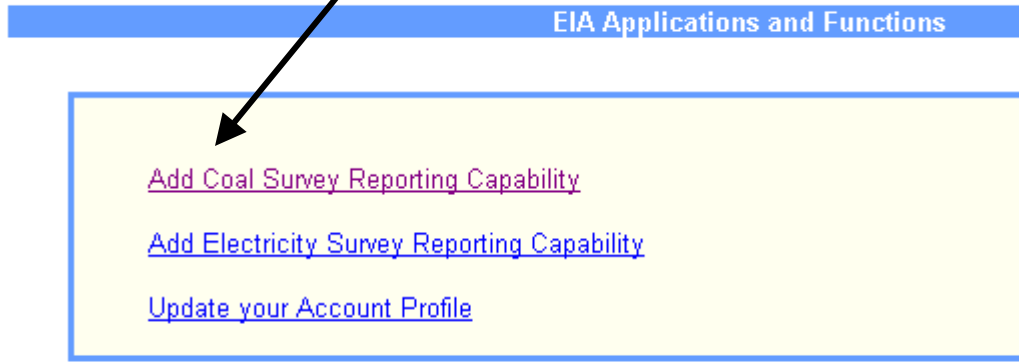 EIA Applications and Functions
Add Coal Survey Reporting Capability
Add Electricity Survey Reporting Capability
Update your Account Profile